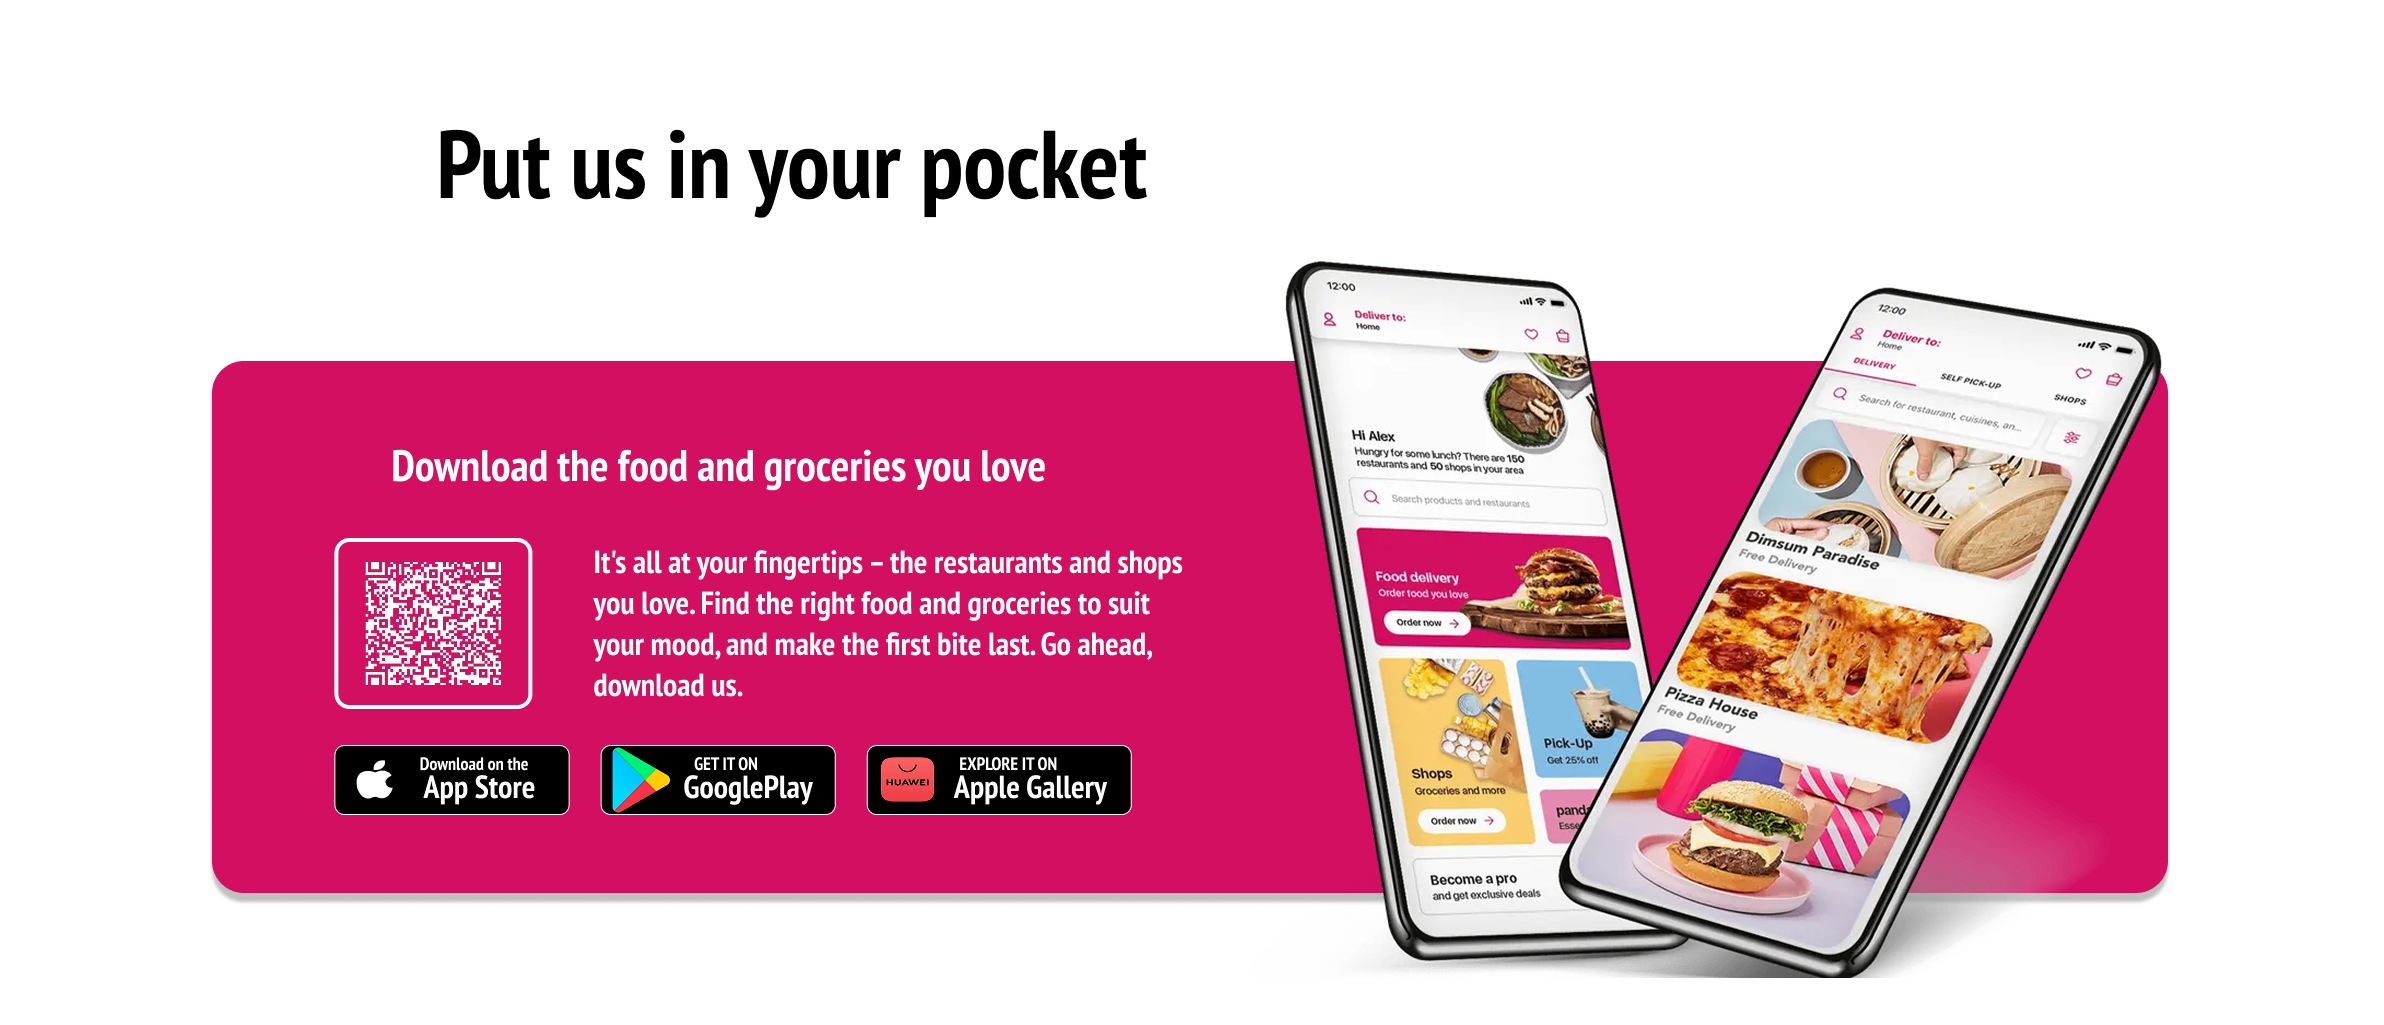 Put us in your pocket
Download the food and groceries you love
It's all at your fingertips – the restaurants and shops
you love. Find the right food and groceries to suit
your mood, and make the first bite last. Go ahead,
download us.
Download on the
App Store
GET IT ON
GooglePlay
HUAWEI
EXPLORE IT ON
Apple Gallery
12:00
Deliver to:
Home
Hi Alex
Hungry for some lunch? There are 150
restaurants and 50 shops in your area
Search products and restaurants
Food delivery
Order food you love
Order now
Shops
Groceries and more
Order now
Pick-Up
Get 25% off
panda
Esse
Become a pro
and get exclusive deals
12:00
Deliver to:
Home
DELIVERY
SELF PICK-UP
SHOPS
Search for restaurant, cuisines, an...
Dimsum Paradise
Free Delivery
Pizza House
Free Delivery